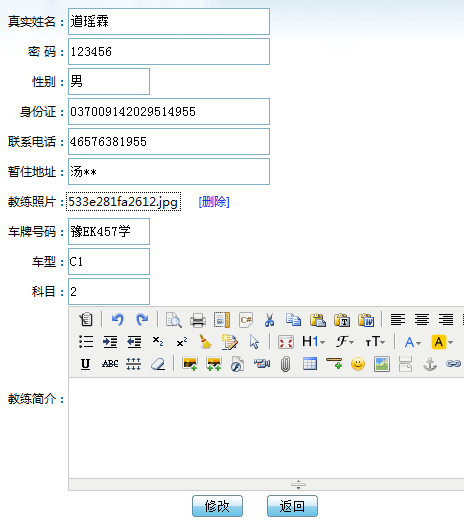 真实姓名： 道瑶霖
密 码： 123456
性别： 男
身份证： 037009142029514955
联系电话： 46576381955
暂住地址： 汤**
教练照片： 533e281fa2612.jpg [删除]
车牌号码： 豫EK457学
车型： C1
科目： 2
教练简介：
修改 返回